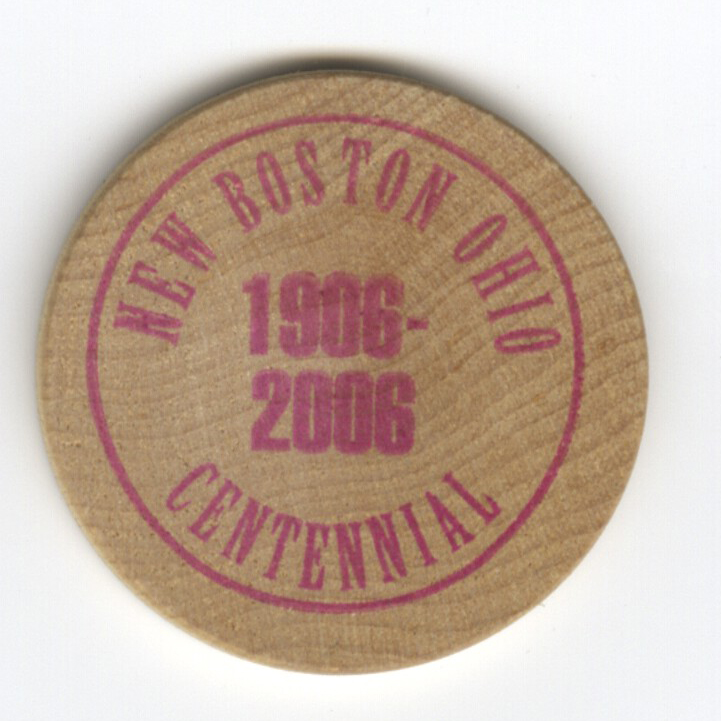 NEW BOSTON OHIO
1906-
2006
CENTENNIAL